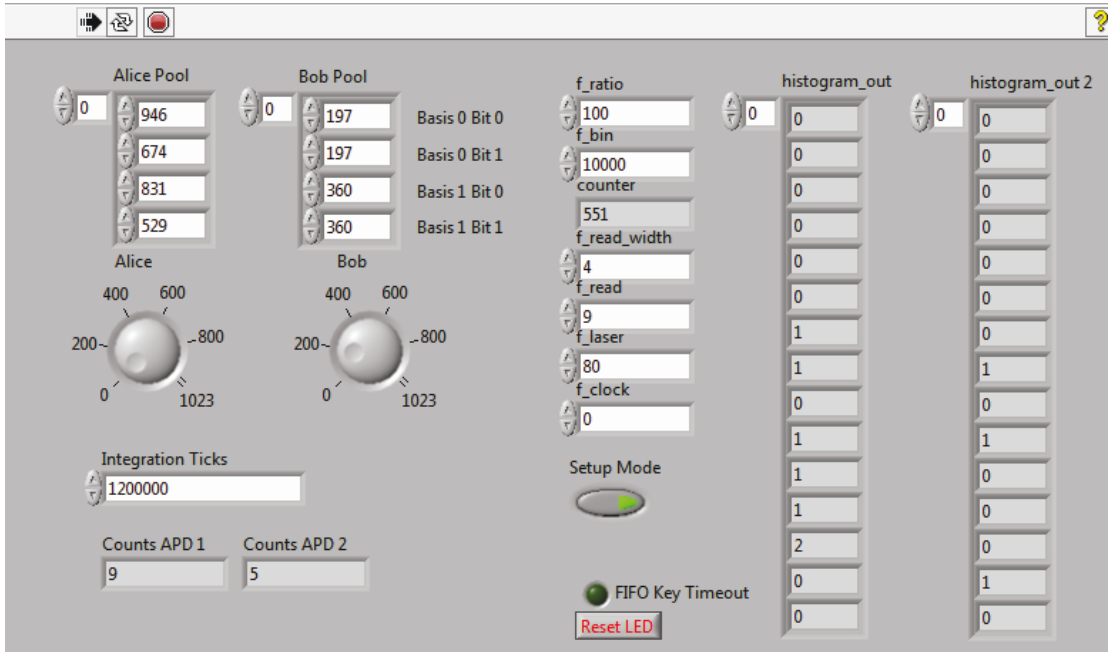 Alice Pool Bob Pool
0 946 0 197 Basis 0 Bit 0
674 197 Basis 0 Bit 1
831 360 Basis 1 Bit 0
529 360 Basis 1 Bit 1
Alice Bob
400 600 400 600
200 800 200 800
0 1023 0 1023
Integration Ticks
1200000
Counts APD 1 Counts APD 2
9 5
f_ratio
100
f_bin
10000
counter
551
f_read_width
4
f_read
9
f_laser
80
f_clock
0
Setup Mode
FIFO Key Timeout
Reset LED
histogram_out
0
0
0
0
0
0
0
1
1
0
1
1
1
2
0
0
histogram_out 2
0
0
0
0
0
0
0
0
1
0
1
0
0
0
1
0
?